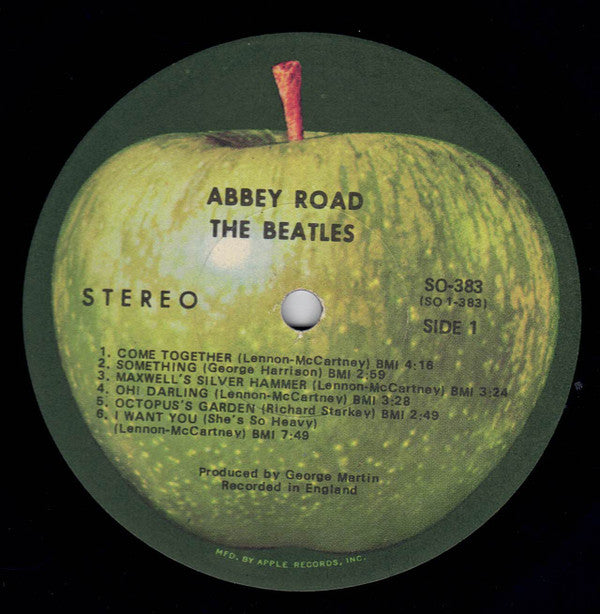 ABBEY ROAD
THE BEATLES
STEREO
SO-383
(SO 1-383)
SIDE 1
1. COME TOGETHER (Lennon-McCartney) BMI 4:16
2. SOMETHING (George Harrison) BMI 2:59
3. MAXWELL'S SILVER HAMMER (Lennon-McCartney) BMI 3:24
4. OH! DARLING (Lennon-McCartney) BMI 3:28
5. OCTOPUS'S GARDEN (Richard Starkey) BMI 2:49
6. I WANT YOU (She's So Heavy)
(Lennon-McCartney) BMI 7:49
Produced by George Martin
Recorded in England
MFD. BY APPLE RECORDS, INC.